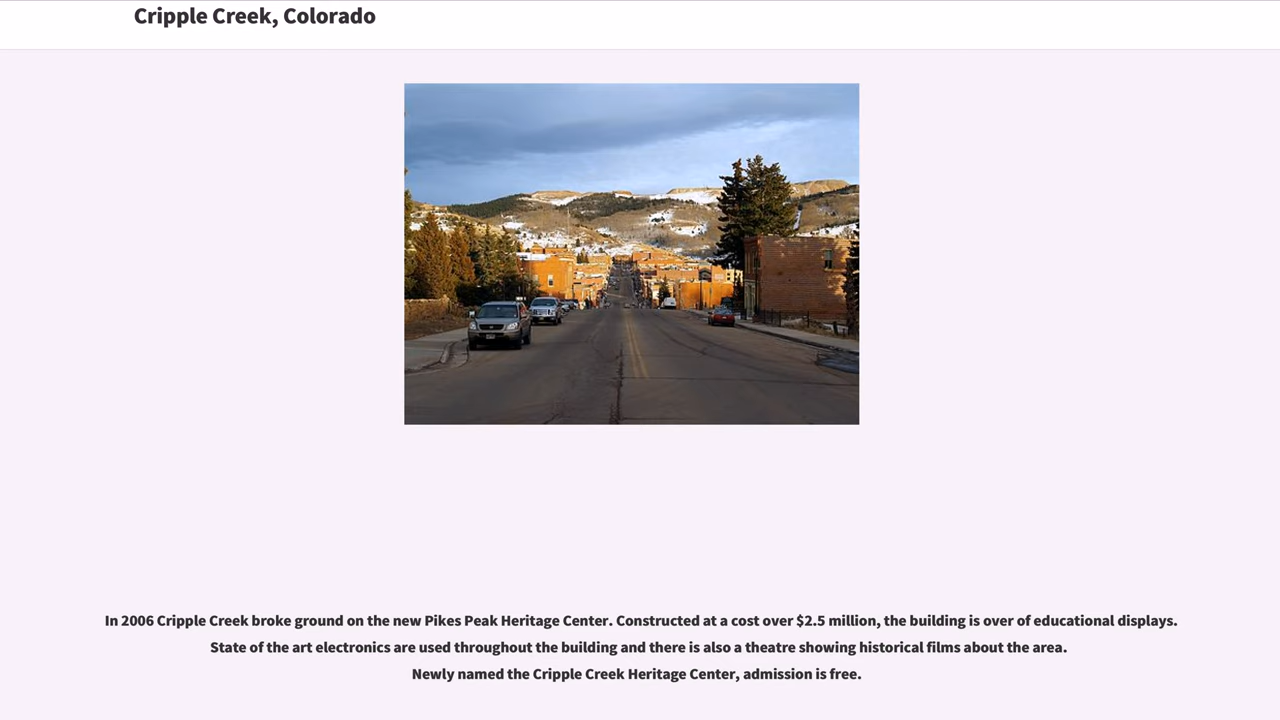 Cripple Creek, Colorado
In 2006 Cripple Creek broke ground on the new Pikes Peak Heritage Center. Constructed at a cost over $2.5 million, the building is over of educational displays.
State of the art electronics are used throughout the building and there is also a theatre showing historical films about the area.
Newly named the Cripple Creek Heritage Center, admission is free.